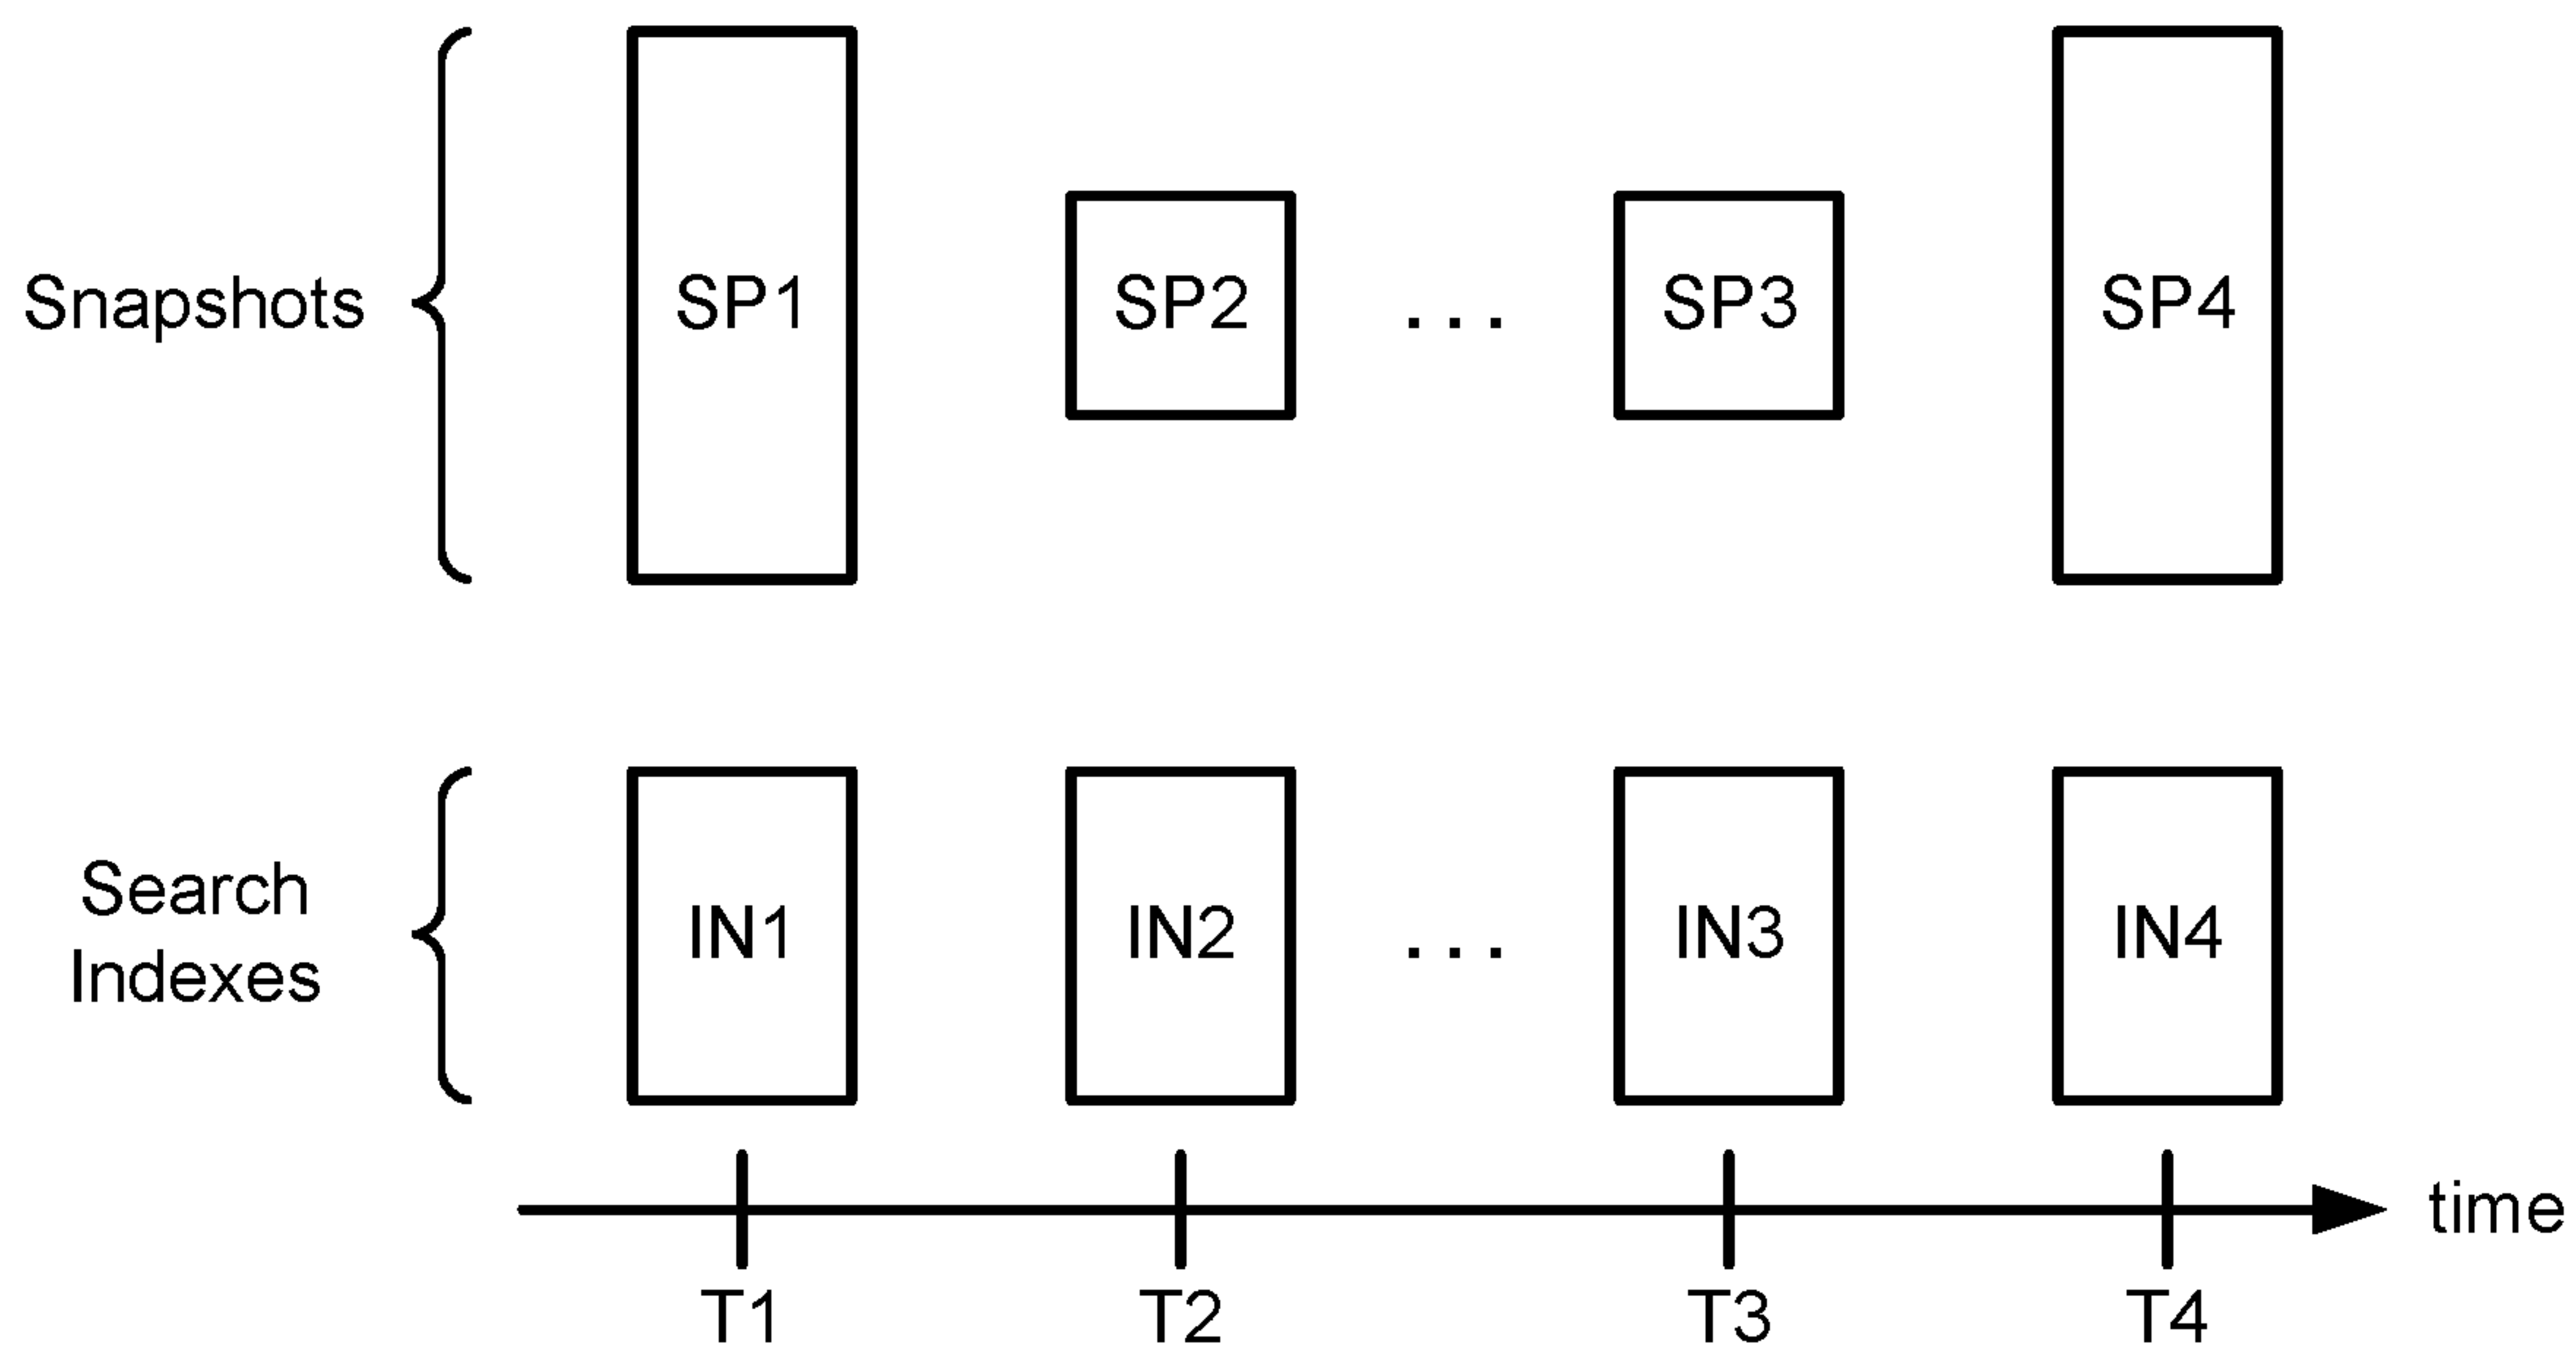 Snapshots
SP1
SP2
...
SP3
SP4
Search
Indexes
IN1
IN2
...
IN3
IN4
time
T1
T2
T3
T4